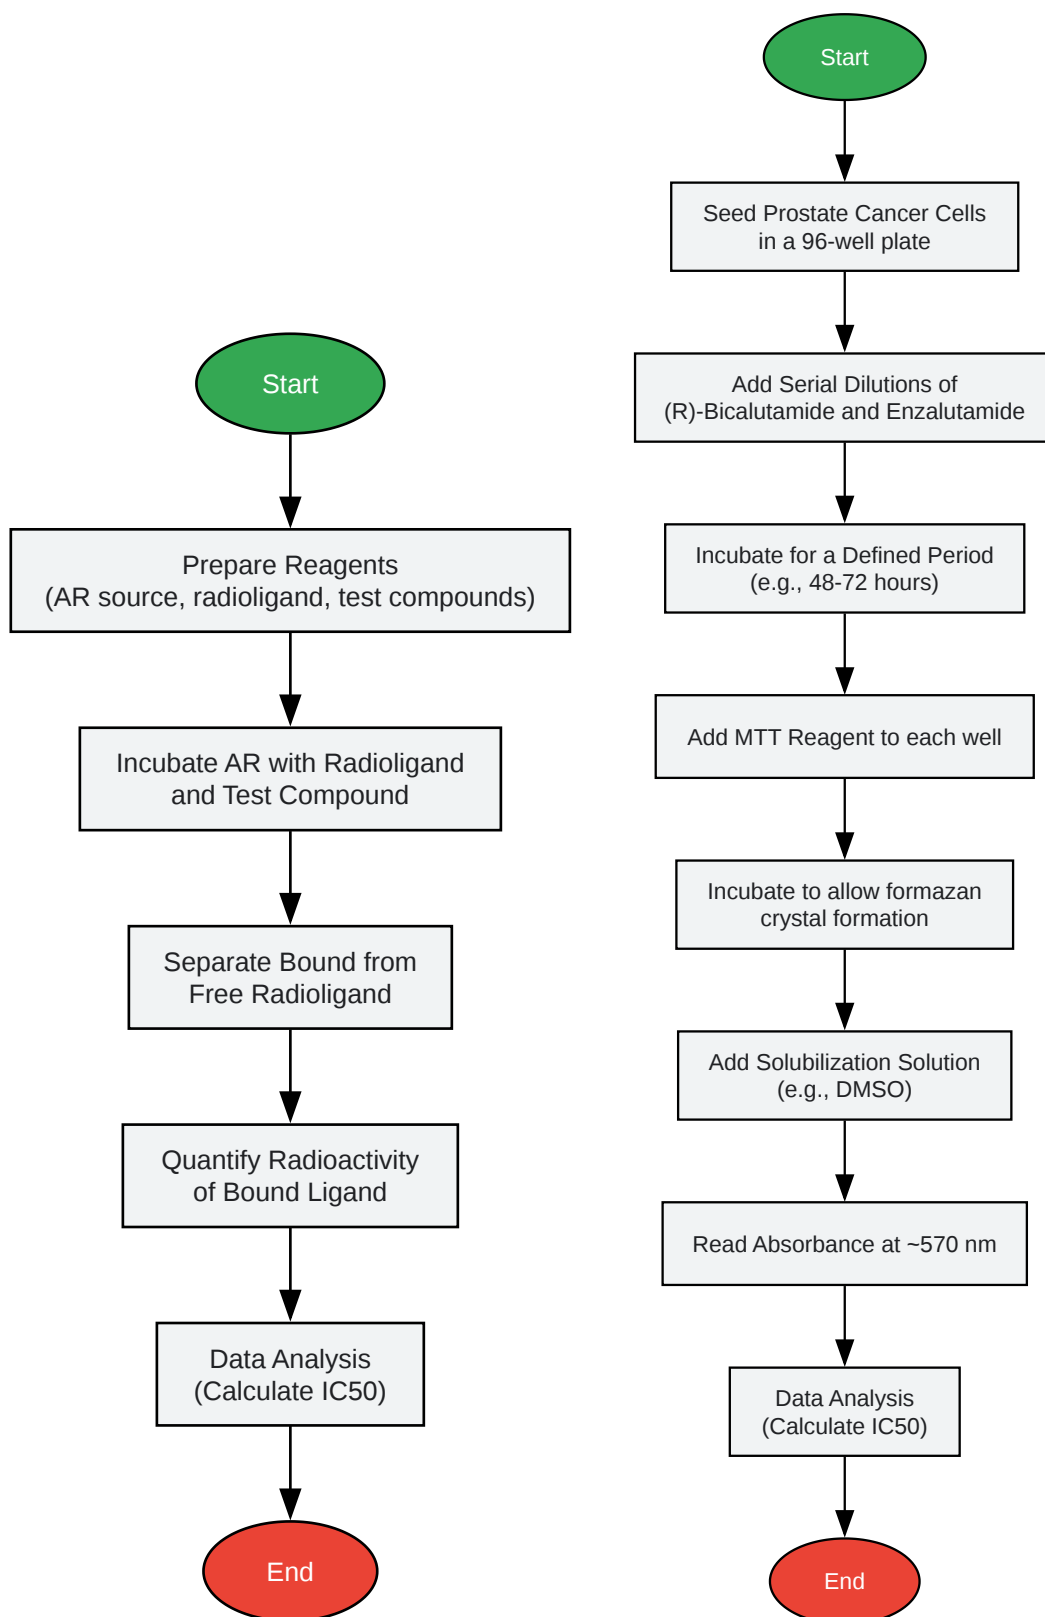 Start
Prepare Reagents
(AR source, radioligand, test compounds)
Incubate AR with Radioligand
and Test Compound
Separate Bound from
Free Radioligand
Quantify Radioactivity
of Bound Ligand
Data Analysis
(Calculate IC50)
End
Start
Seed Prostate Cancer Cells
in a 96-well plate
Add Serial Dilutions of
(R)-Bicalutamide and Enzalutamide
Incubate for a Defined Period
(e.g., 48-72 hours)
Add MTT Reagent to each well
Incubate to allow formazan
crystal formation
Add Solubilization Solution
(e.g., DMSO)
Read Absorbance at ~570 nm
Data Analysis
(Calculate IC50)
End